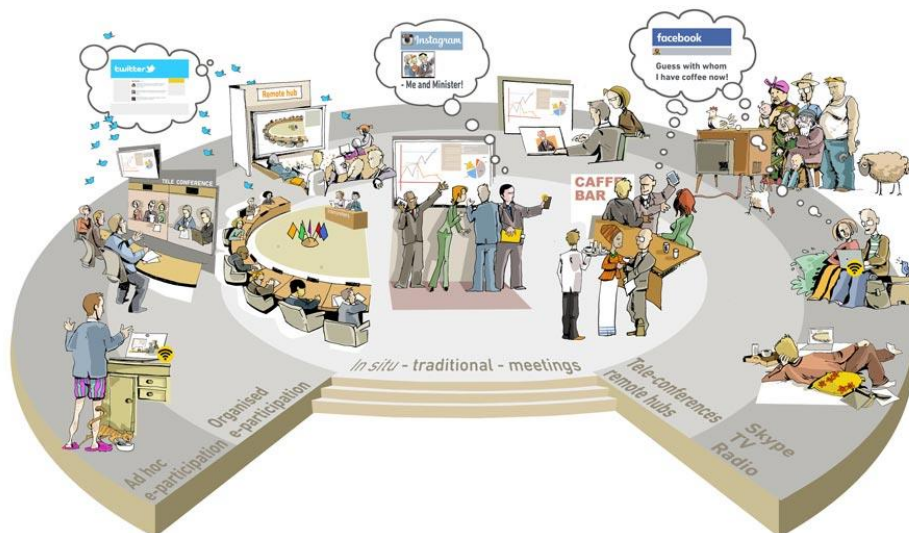 twitter
Instagram
- Me and Minister!
facebook
Guess with whom
I have coffee now!
Remote hub
TELE CONFERENCE
CAFFE
BAR
In situ - traditional - meetings
Organised
e-participation
Ad hoc
e-participation
Tele-conferences
remote hubs
Skype
TV
Radio